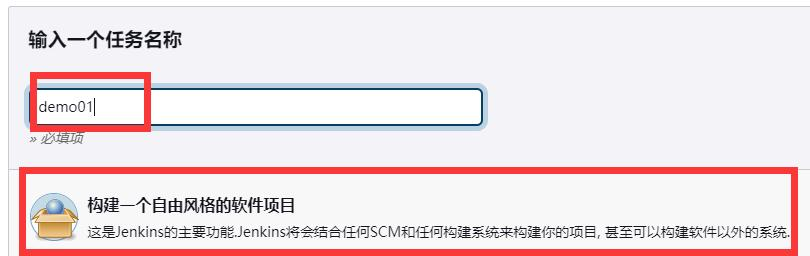 输入一个任务名称
demo01
» 必填项
构建一个自由风格的软件项目
这是Jenkins的主要功能.Jenkins将会结合任何SCM和任何构建系统来构建你的项目, 甚至可以构建软件以外的系统.